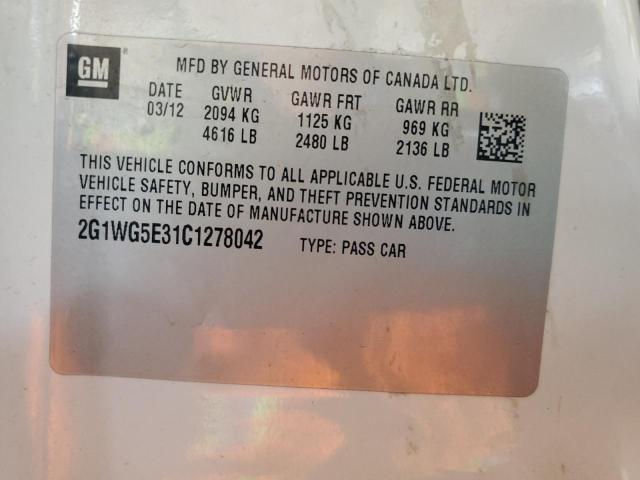 GM ® MFD BY GENERAL MOTORS OF CANADA LTD.
DATE GVWR GAWR FRT GAWR RR
03/12 2094 KG 1125 KG 969 KG
4616 LB 2480 LB 2136 LB
THIS VEHICLE CONFORMS TO ALL APPLICABLE U.S. FEDERAL MOTOR
VEHICLE SAFETY, BUMPER, AND THEFT PREVENTION STANDARDS IN
EFFECT ON THE DATE OF MANUFACTURE SHOWN ABOVE.
2G1WG5E31C1278042 TYPE: PASS CAR